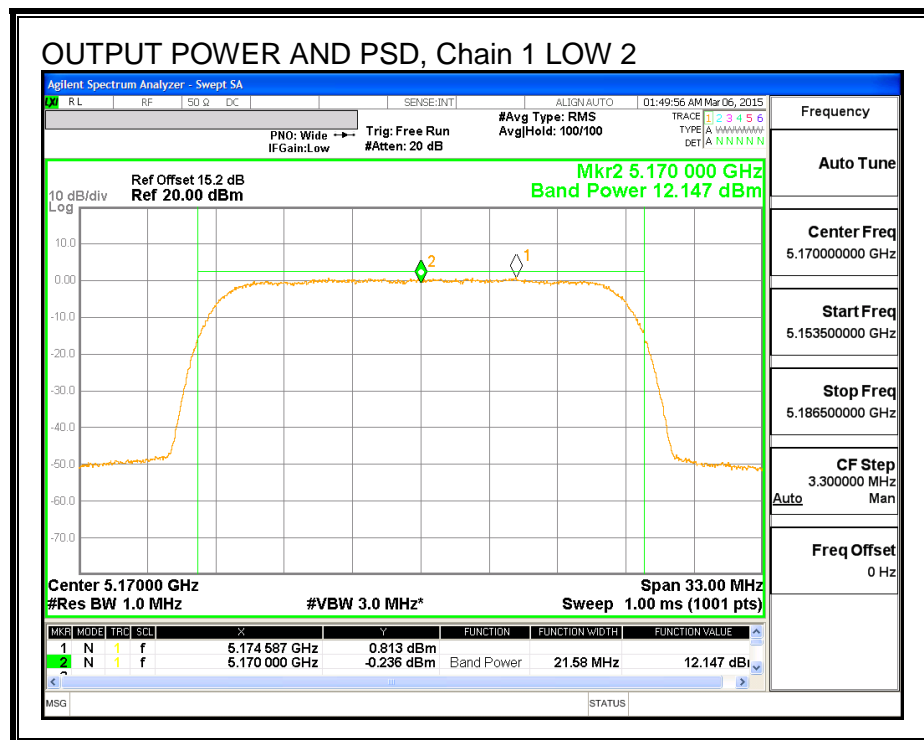 OUTPUT POWER AND PSD, Chain 1 LOW 2
Agilent Spectrum Analyzer - Swept SA
LXI RL RF 50 Ω DC SENSE:INT ALIGN AUTO 01:49:56 AM Mar 06, 2015
PNO: Wide
IFGain:Low
Trig: Free Run
#Atten: 20 dB
#Avg Type: RMS
Avg|Hold: 100/100
TRACE 1 2 3 4 5 6
TYPE A WWWWWW
DET A N N N N N
Mkr2 5.170 000 GHz
Band Power 12.147 dBm
10 dB/div
Log
Ref Offset 15.2 dB
Ref 20.00 dBm
10.0
0.00
-10.0
-20.0
-30.0
-40.0
-50.0
-60.0
-70.0
2
1
Center 5.17000 GHz
Span 33.00 MHz
#Res BW 1.0 MHz
#VBW 3.0 MHz*
Sweep 1.00 ms (1001 pts)
MKR MODE TRC SCL X Y FUNCTION FUNCTION WIDTH FUNCTION VALUE
1 N 1 f 5.174 587 GHz 0.813 dBm
2 N 1 f 5.170 000 GHz -0.236 dBm Band Power 21.58 MHz 12.147 dBm
MSG
STATUS
Frequency
Auto Tune
Center Freq
5.170000000 GHz
Start Freq
5.153500000 GHz
Stop Freq
5.186500000 GHz
CF Step
3.300000 MHz
Auto Man
Freq Offset
0 Hz